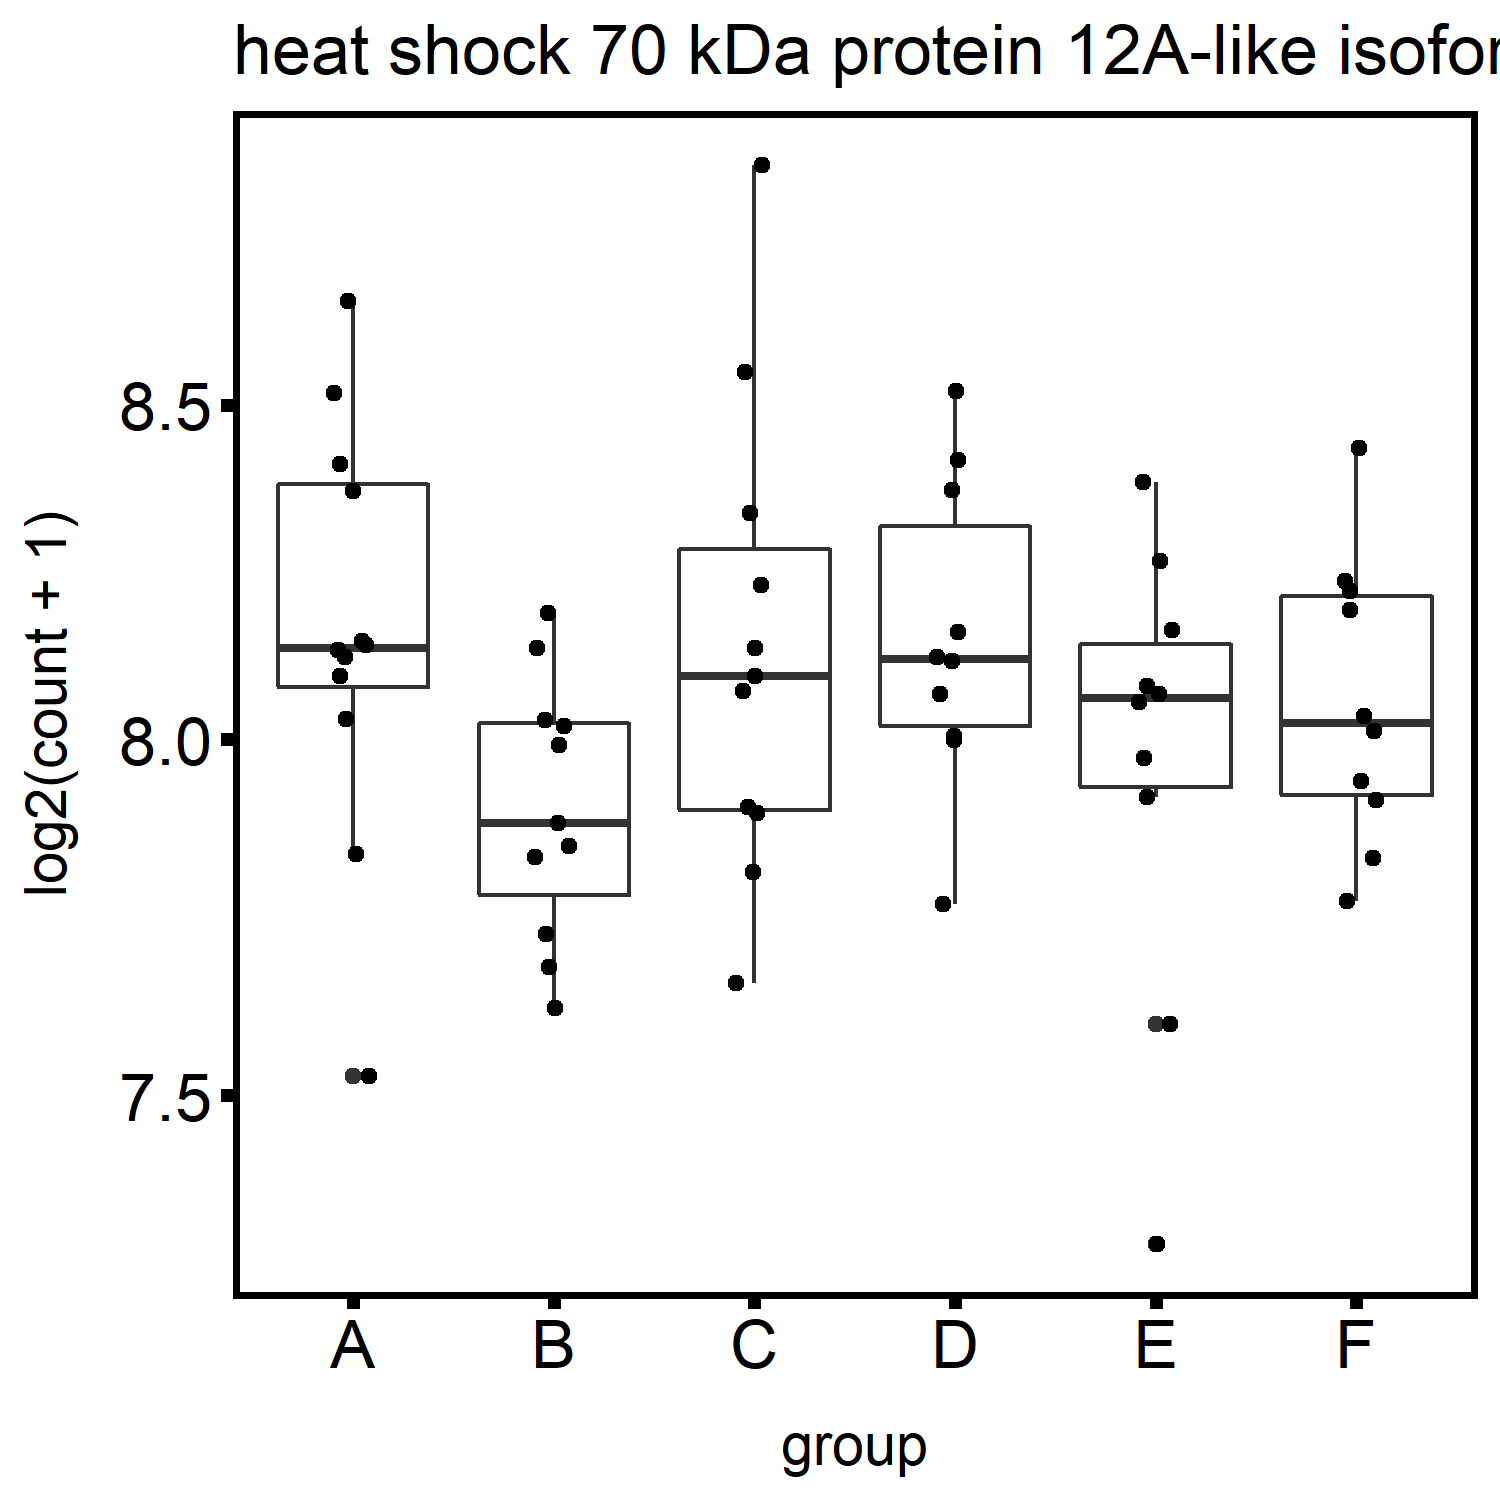 heat shock 70 kDa protein 12A-like isofor
log2(count + 1)
8.5
8.0
7.5
A B C D E F
group